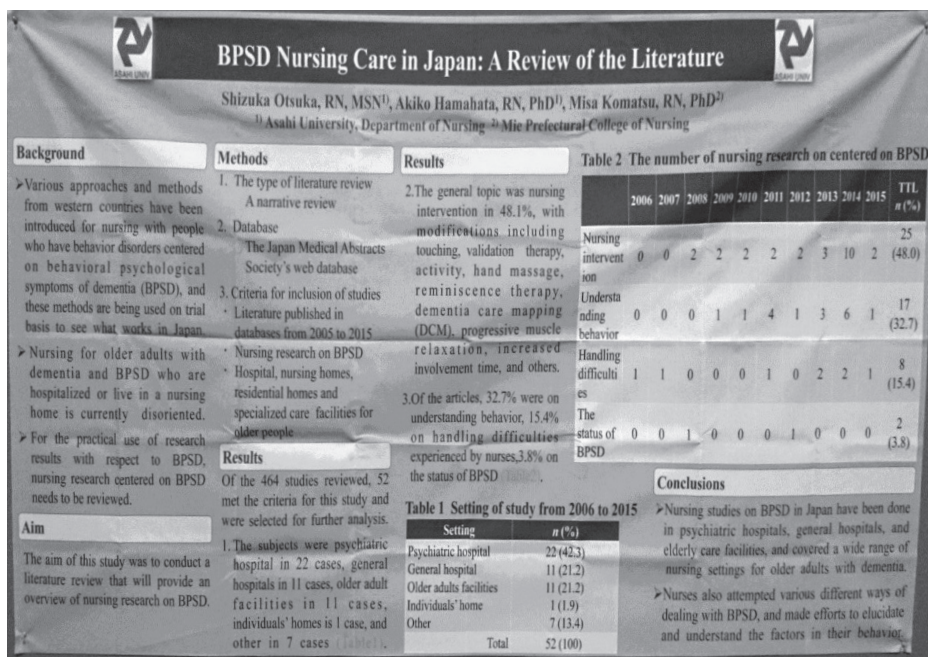 ASAHI UNIV
BPSD Nursing Care in Japan: A Review of the Literature
ASAHI UNIV
Shizuka Otsuka, RN, MSN1), Akiko Hamahata, RN, PhD1), Misa Komatsu, RN, PhD2)
1) Asahi University, Department of Nursing 2) Mie Prefectural College of Nursing
Background
➢Various approaches and methods
from western countries have been
introduced for nursing with people
who have behavior disorders centered
on behavioral psychological
symptoms of dementia (BPSD), and
these methods are being used on trial
basis to see what works in Japan.
➢ Nursing for older adults with
dementia and BPSD who are
hospitalized or live in a nursing
home is currently disoriented.
➢ For the practical use of research
results with respect to BPSD,
nursing research centered on BPSD
needs to be reviewed.
Aim
The aim of this study was to conduct a
literature review that will provide an
overview of nursing research on BPSD.
Methods
1. The type of literature review
A narrative review
2. Database
The Japan Medical Abstracts
Society's web database
3. Criteria for inclusion of studies
・ Literature published in
databases from 2005 to 2015
・ Nursing research on BPSD
・ Hospital, nursing homes,
residential homes and
specialized care facilities for
older people
Results
Of the 464 studies reviewed, 52
met the criteria for this study and
were selected for further analysis.
1. The subjects were psychiatric
hospital in 22 cases, general
hospitals in 11 cases, older adult
facilities in 11 cases,
individuals' homes is 1 case, and
other in 7 cases (Table1).
Results
2.The general topic was nursing
intervention in 48.1%, with
modifications including
touching, validation therapy,
activity, hand massage,
reminiscence therapy,
dementia care mapping
(DCM), progressive muscle
relaxation, increased
involvement time, and others.
3.Of the articles, 32.7% were on
understanding behavior, 15.4%
on handling difficulties
experienced by nurses,3.8% on
the status of BPSD (Table2).
Table 1 Setting of study from 2006 to 2015
Setting n (%)
Psychiatric hospital 22 (42.3)
General hospital 11 (21.2)
Older adults facilities 11 (21.2)
Individuals' home 1 (1.9)
Other 7 (13.4)
Total 52 (100)
Table 2 The number of nursing research on centered on BPSD
2006 2007 2008 2009 2010 2011 2012 2013 2014 2015 TTL n (%)
Nursing intervent ion 0 0 2 2 2 2 2 3 10 2 25 (48.0)
Understa nding behavior 0 0 0 1 1 4 1 3 6 1 17 (32.7)
Handling difficulti es 1 1 0 0 0 1 0 2 2 1 8 (15.4)
The status of BPSD 0 0 1 0 0 0 1 0 0 0 2 (3.8)
Conclusions
➢Nursing studies on BPSD in Japan have been done
in psychiatric hospitals, general hospitals, and
elderly care facilities, and covered a wide range of
nursing settings for older adults with dementia.
➢Nurses also attempted various different ways of
dealing with BPSD, and made efforts to elucidate
and understand the factors in their behavior.